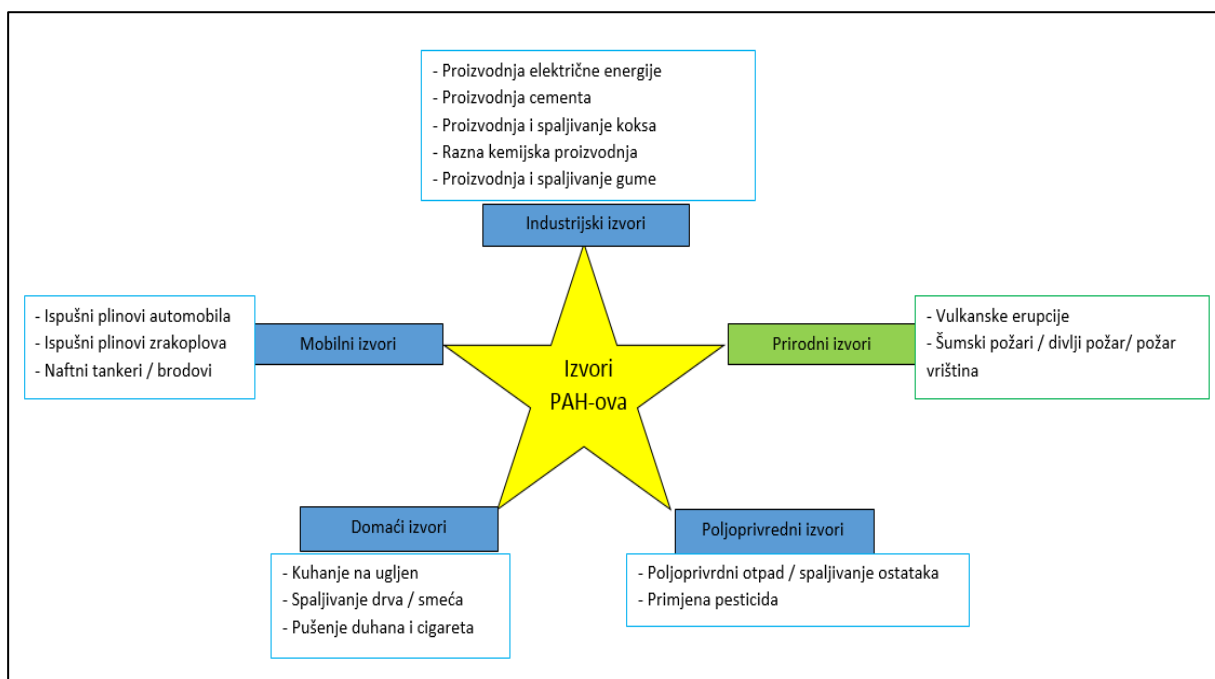 - Proizvodnja električne energije
- Proizvodnja cementa
- Proizvodnja i spaljivanje koksa
- Razna kemijska proizvodnja
- Proizvodnja i spaljivanje gume
Industrijski izvori
- Ispušni plinovi automobila
- Ispušni plinovi zrakoplova
- Naftni tankeri / brodovi
Mobilni izvori
Izvori
PAH-ova
Prirodni izvori
- Vulkanske erupcije
- Šumski požari / divlji požar/ požar
vriština
Domaći izvori
- Kuhanje na ugljen
- Spaljivanje drva / smeća
- Pušenje duhana i cigareta
Poljoprivredni izvori
- Poljoprivrdni otpad / spaljivanje ostataka
- Primjena pesticida